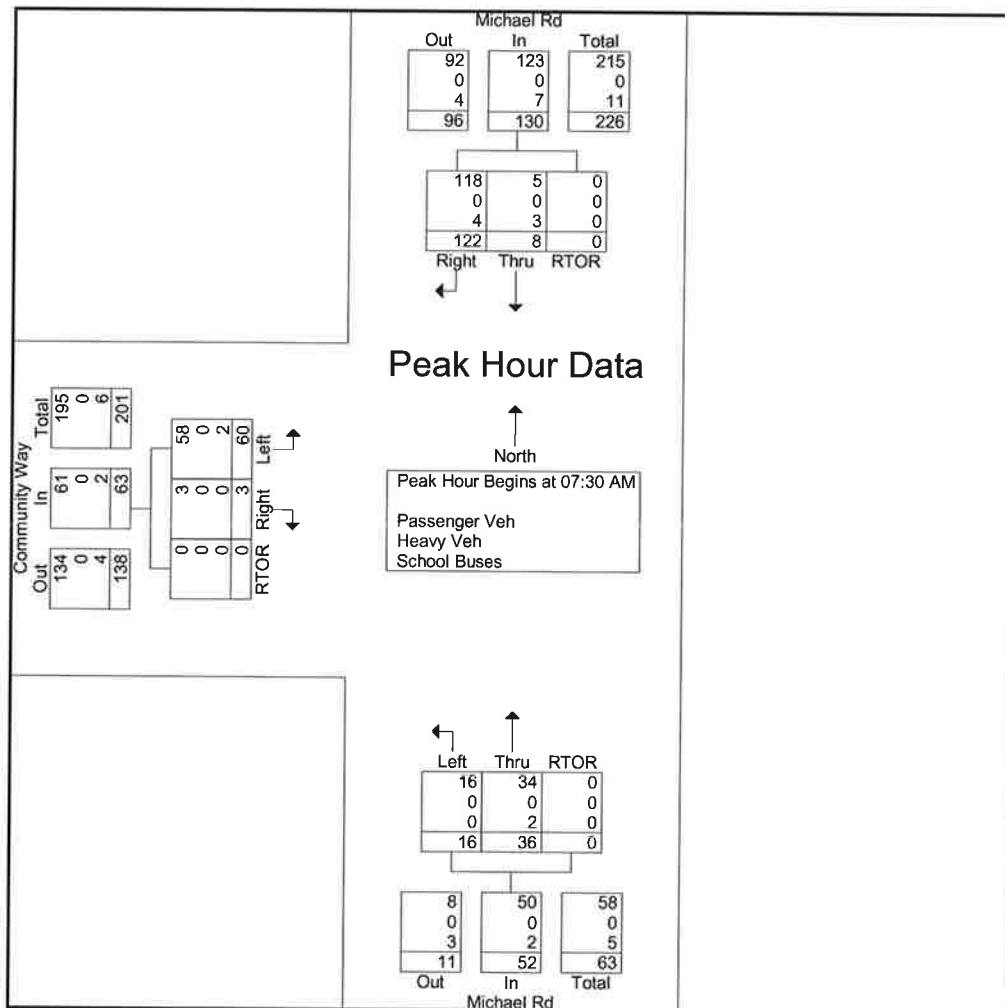 Michael Rd
Out In Total
92 123 215
0 0 0
4 7 11
96 130 226
118 5 0
0 0 0
4 3 0
122 8 0
Right Thru RTOR
Peak Hour Data
North
Peak Hour Begins at 07:30 AM
Passenger Veh
Heavy Veh
School Buses
Community Way
Out In Total
134 61 195
0 0 0
4 2 6
138 63 201
0 3 58
0 0 0
0 0 2
0 3 60
RTOR Right Left
Left Thru RTOR
16 34 0
0 0 0
0 2 0
16 36 0
8 50 58
0 0 0
3 2 5
11 52 63
Out In Total
Michael Rd